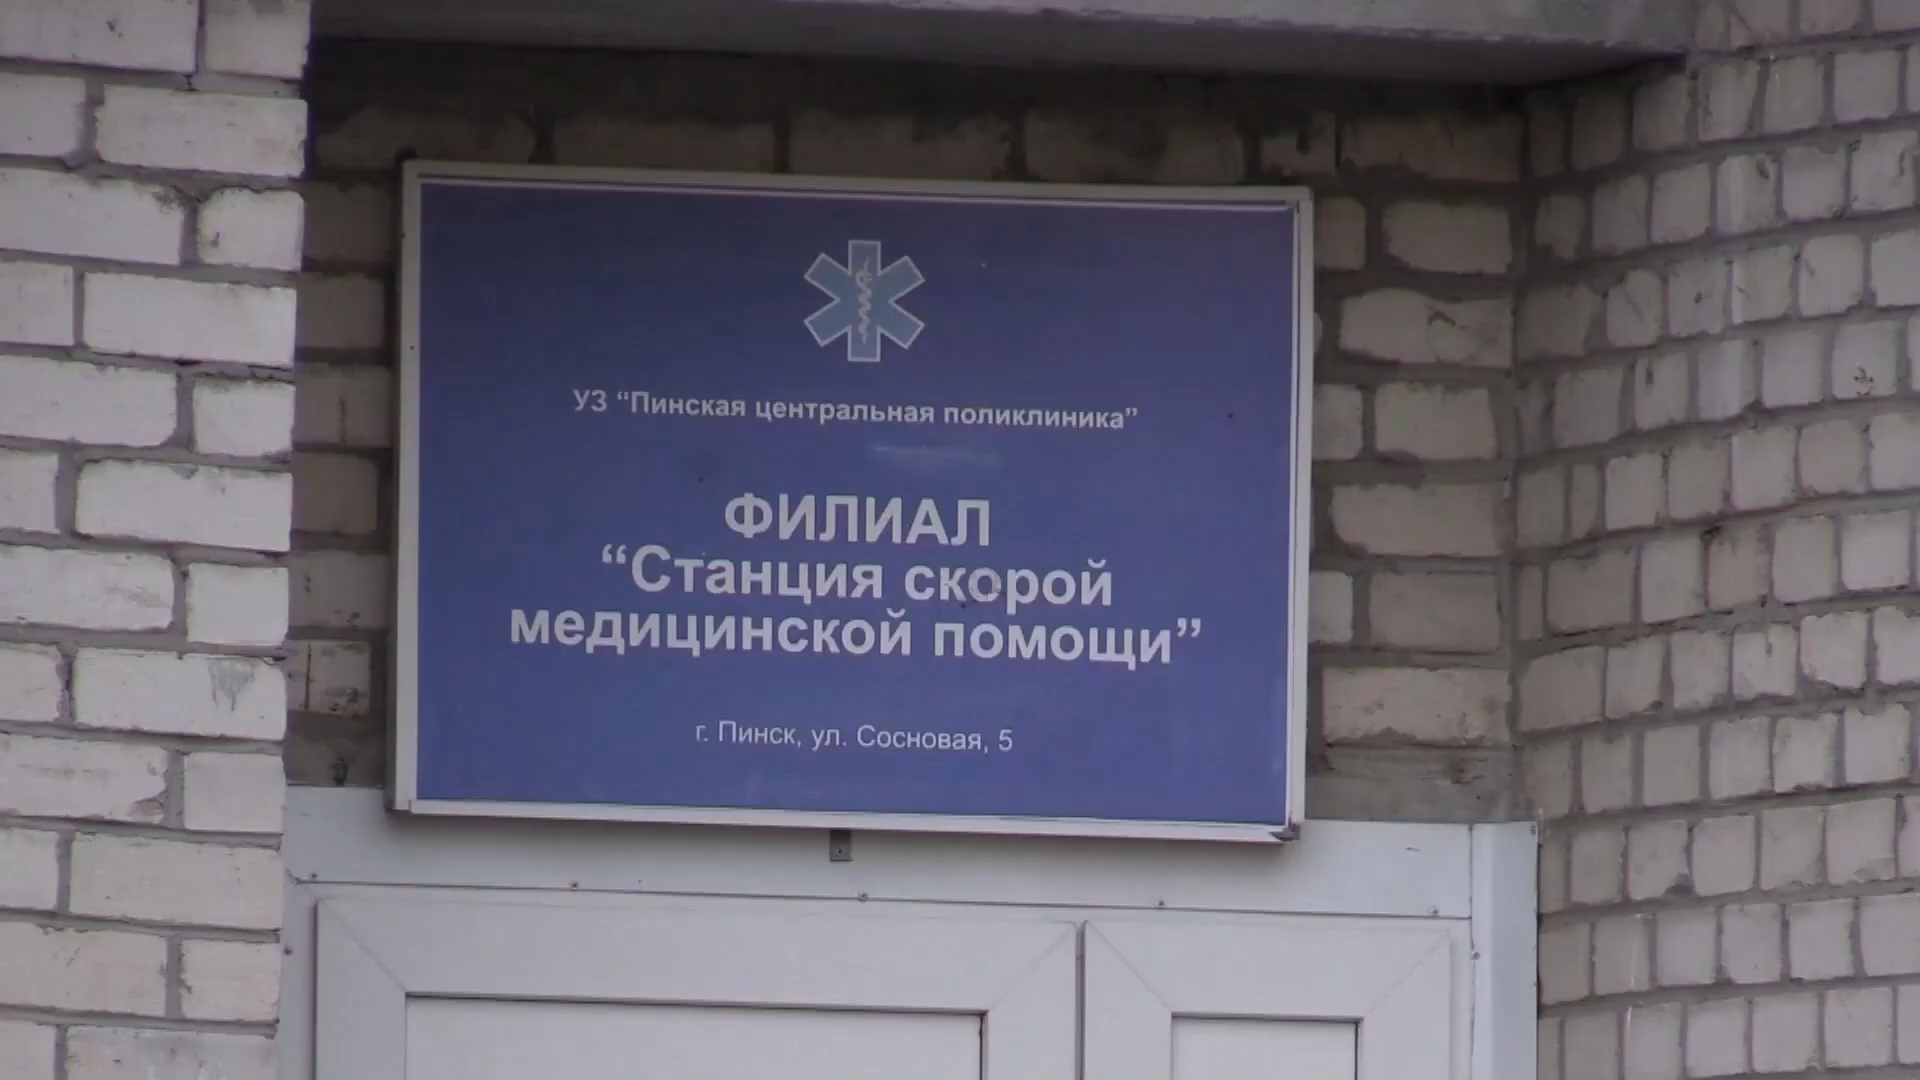 УЗ “Пинская центральная поликлиника”
ФИЛИАЛ
“Станция скорой
медицинской помощи”
г. Пинск, ул. Сосновая, 5